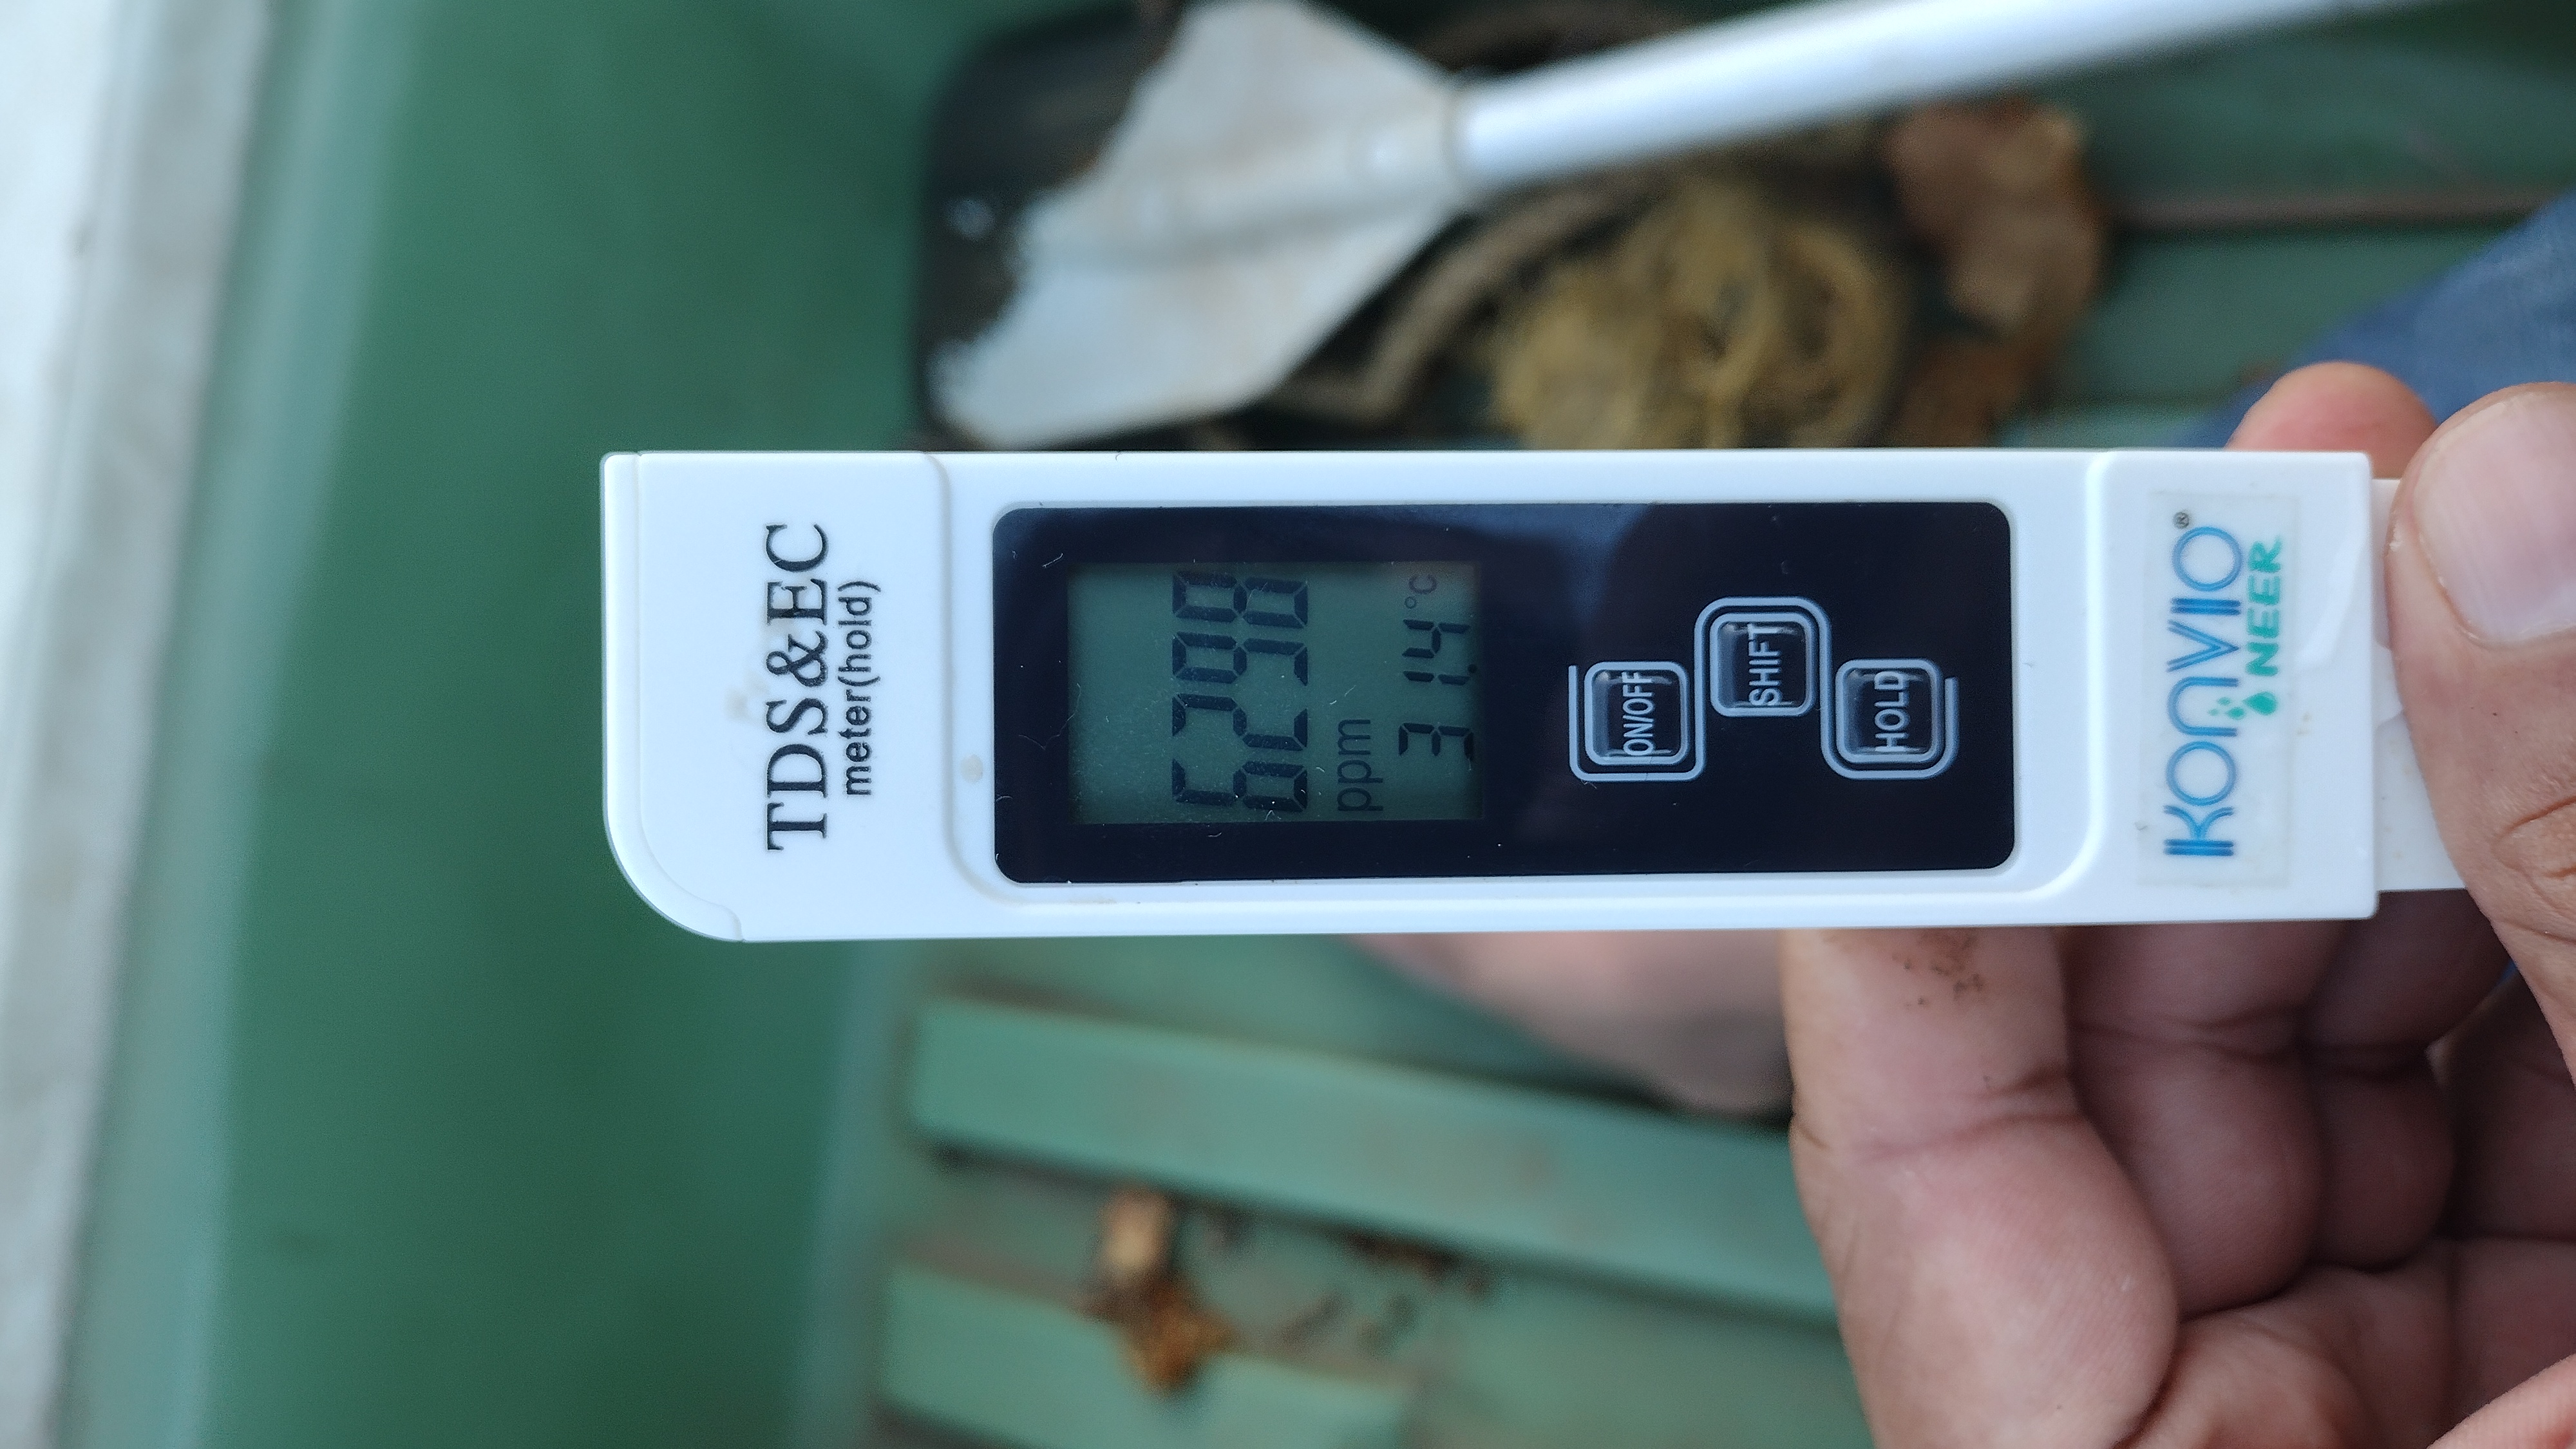 TDS&EC
meter(hold)
6298
ppm
31.4 °C
ON/OFF
SHIFT
HOLD
KONVIO®
NEER